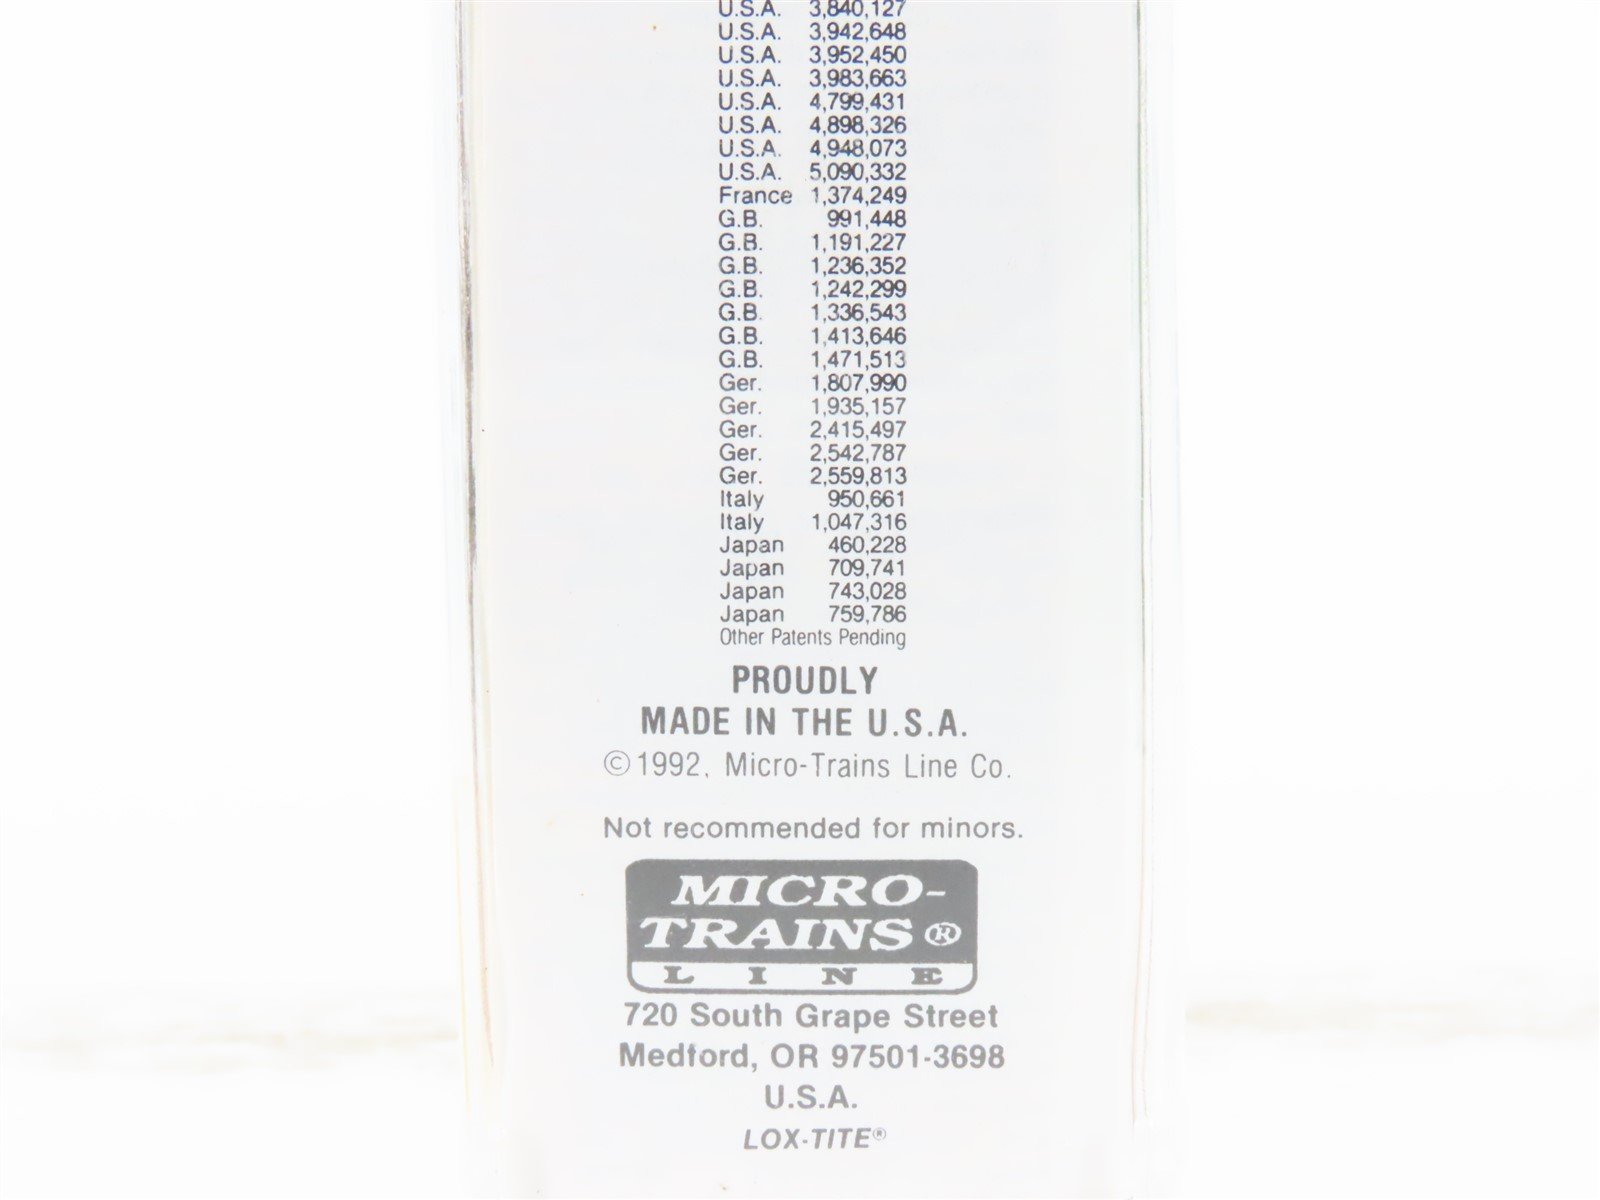 U.S.A. 3,840,127
U.S.A. 3,942,648
U.S.A. 3,952,450
U.S.A. 3,983,663
U.S.A. 4,799,431
U.S.A. 4,898,326
U.S.A. 4,948,073
U.S.A. 5,090,332
France 1,374,249
G.B. 991,448
G.B. 1,191,227
G.B. 1,236,352
G.B. 1,242,299
G.B. 1,336,543
G.B. 1,413,646
G.B. 1,471,513
Ger. 1,807,990
Ger. 1,935,157
Ger. 2,415,497
Ger. 2,542,787
Ger. 2,559,813
Italy 950,661
Italy 1,047,316
Japan 460,228
Japan 709,741
Japan 743,028
Japan 759,786
Other Patents Pending
PROUDLY
MADE IN THE U.S.A.
©1992, Micro-Trains Line Co.
Not recommended for minors.
MICRO-
TRAINS®
LINE
720 South Grape Street
Medford, OR 97501-3698
U.S.A.
LOX-TITE®